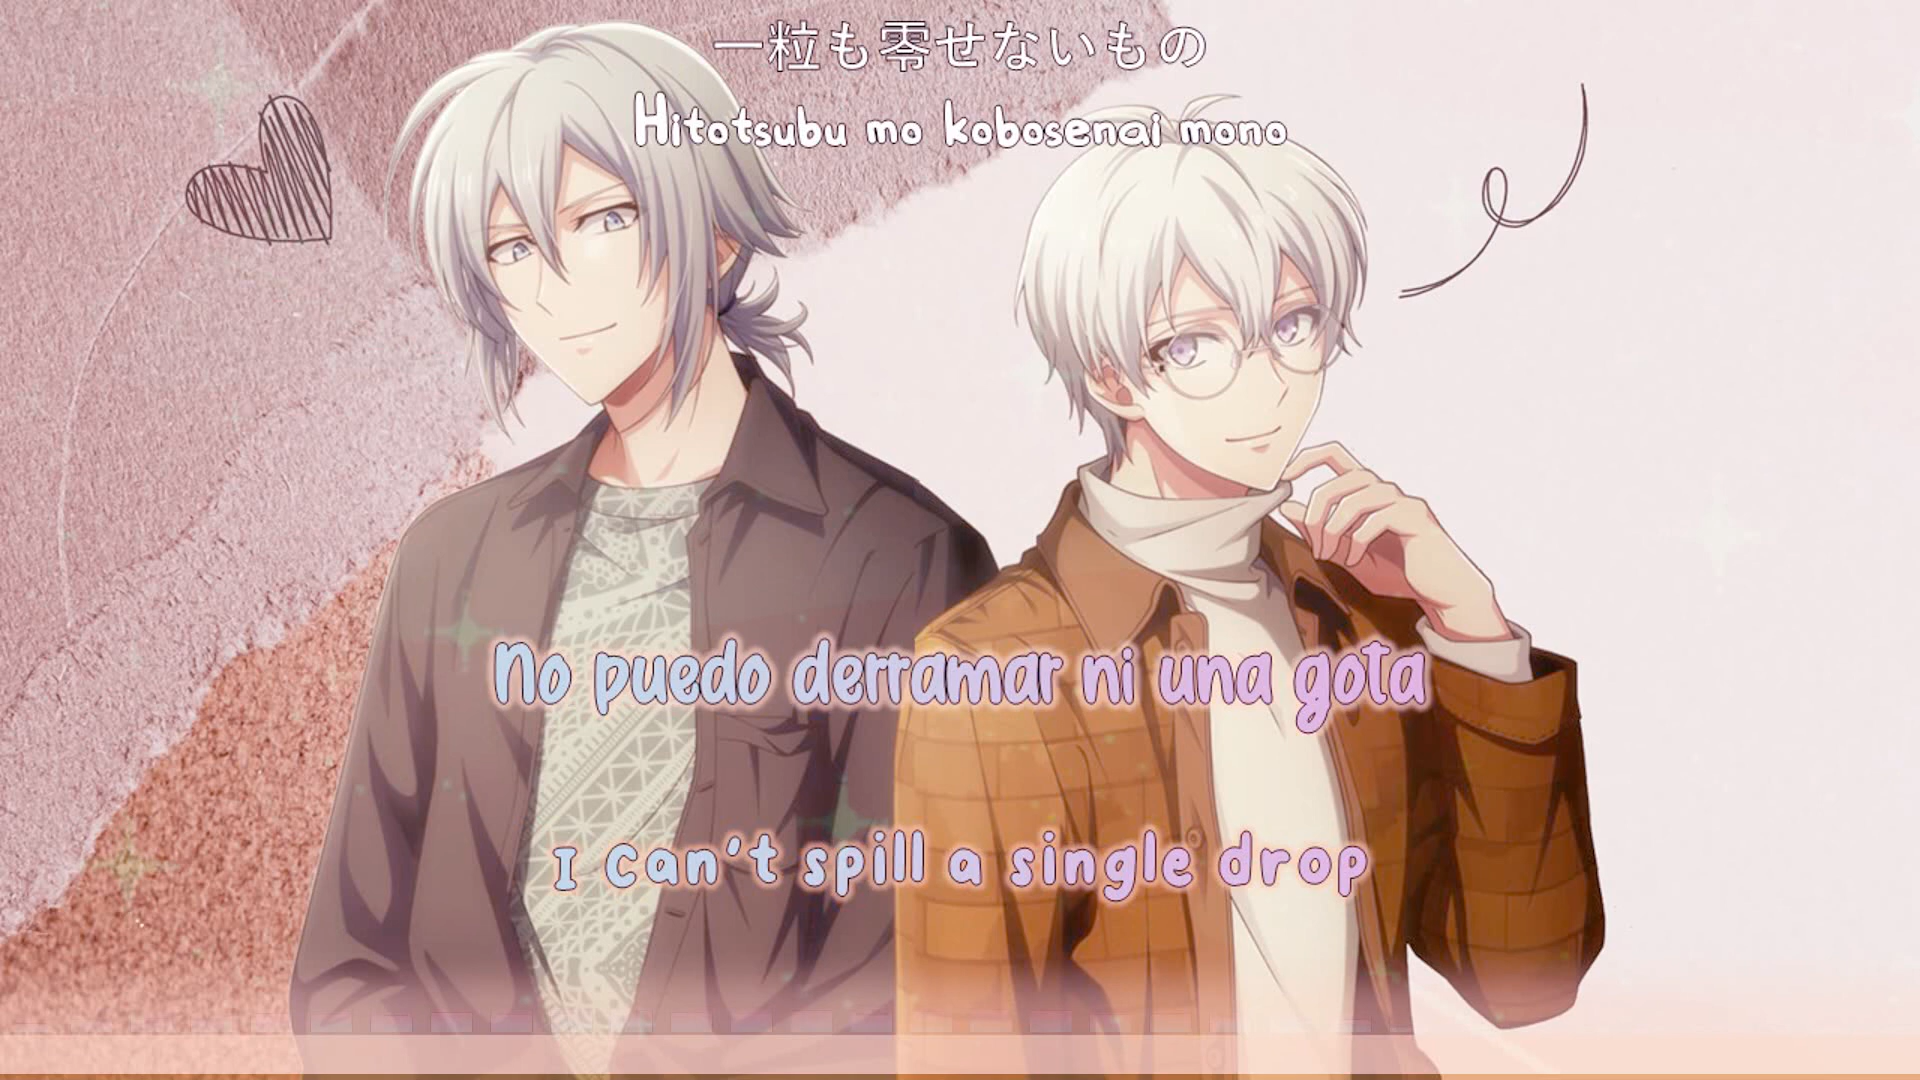 一粒も零せないもの
Hitotsubu mo kobosenai mono
No puedo derramar ni una gota
I can't spill a single drop